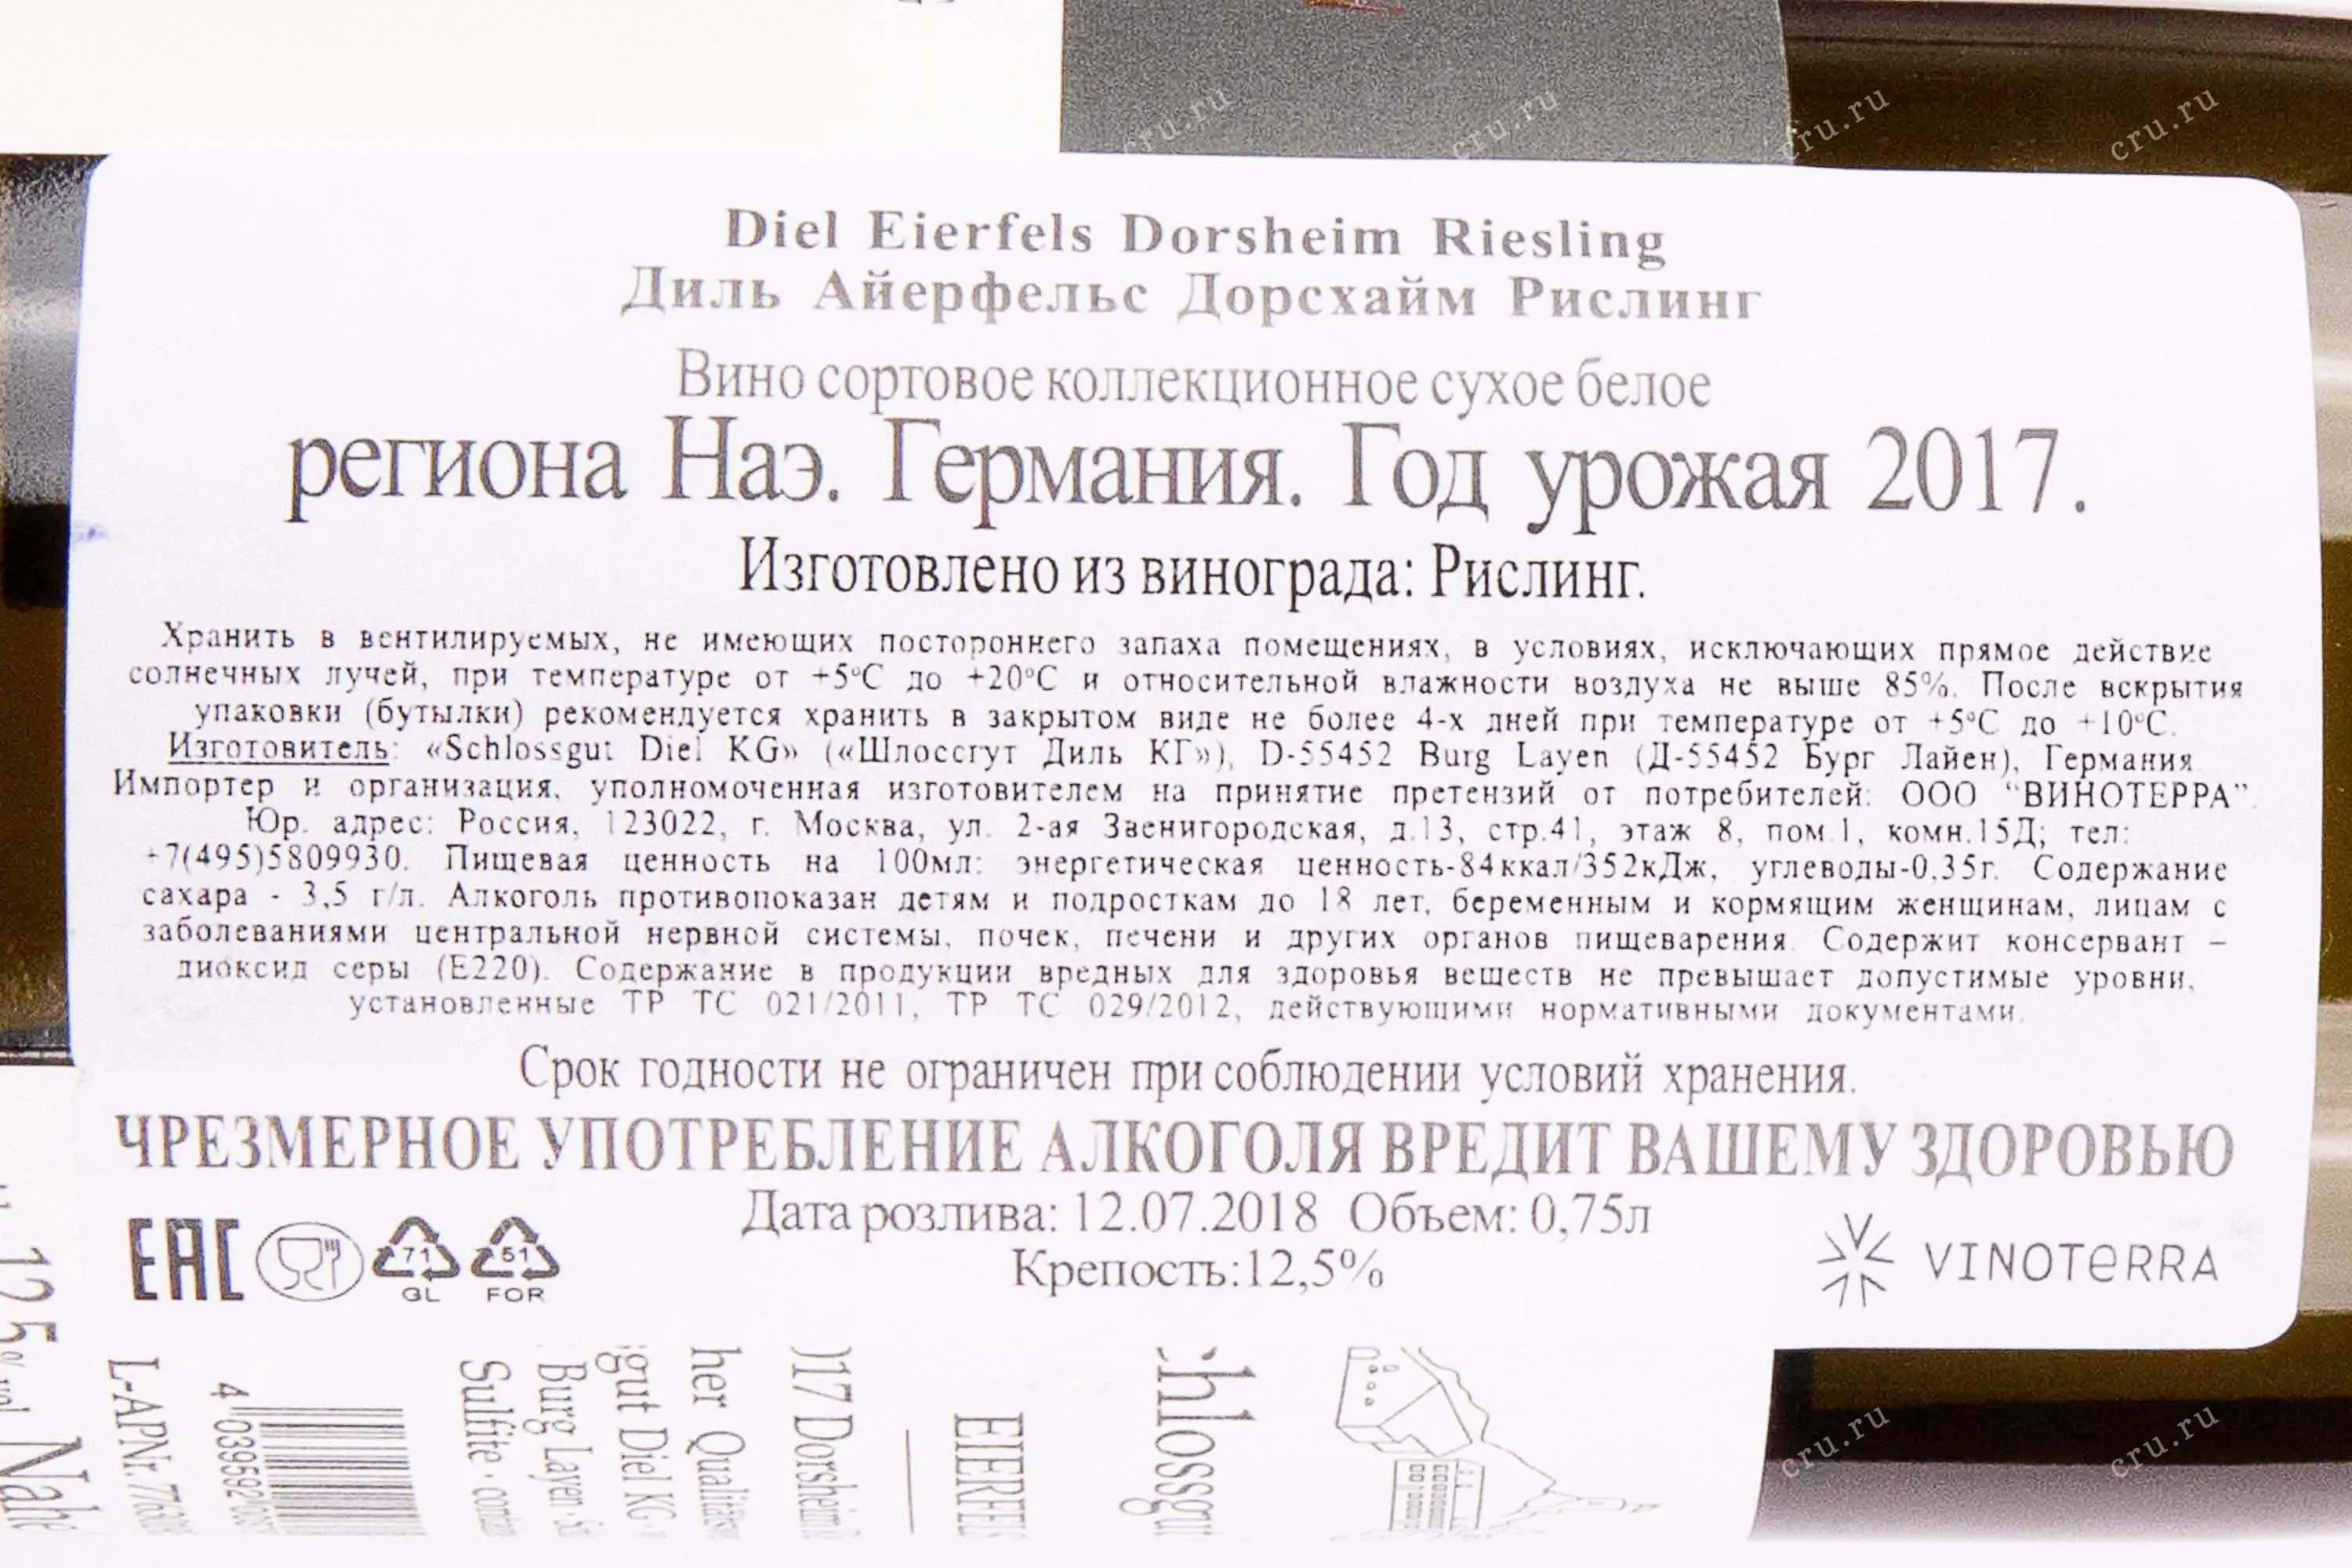 Diel Eierfels Dorsheim Riesling
Диль Айерфельс Дорсхайм Рислинг
Вино сортовое коллекционное сухое белое
региона Наэ. Германия. Год урожая 2017.
Изготовлено из винограда: Рислинг.
Хранить в вентилируемых, не имеющих постороннего запаха помещениях, в условиях, исключающих прямое действие
солнечных лучей, при температуре от +5°С до +20°С и относительной влажности воздуха не выше 85%. После вскрытия
упаковки (бутылки) рекомендуется хранить в закрытом виде не более 4-х дней при температуре от +5°С до +10°С.
Изготовитель: «Schlossgut Diel KG» («Шлоссгут Диль КГ»), D-55452 Burg Layen (Д-55452 Бург Лайен), Германия
Импортер и организация, уполномоченная изготовителем на принятие претензий от потребителей: ООО “ВИНОТЕРРА”.
Юр. адрес: Россия, 123022, г. Москва, ул. 2-ая Звенигородская, д.13, стр.41, этаж 8, пом.1, комн.15Д; тел:
+7(495)5809930. Пищевая ценность на 100мл: энергетическая ценность-84ккал/352кДж, углеводы-0,35г. Содержание
сахара - 3,5 г/л. Алкоголь противопоказан детям и подросткам до 18 лет, беременным и кормящим женщинам, лицам с
заболеваниями центральной нервной системы, почек, печени и других органов пищеварения. Содержит консервант –
диоксид серы (Е220). Содержание в продукции вредных для здоровья веществ не превышает допустимые уровни,
установленные ТР ТС 021/2011, ТР ТС 029/2012, действующими нормативными документами.
Срок годности не ограничен при соблюдении условий хранения.
ЧРЕЗМЕРНОЕ УПОТРЕБЛЕНИЕ АЛКОГОЛЯ ВРЕДИТ ВАШЕМУ ЗДОРОВЬЮ
Дата розлива: 12.07.2018 Объем: 0,75л
Крепость:12,5%
EAC
71
GL
51
FOR
VINOTERRA
hlossgu
EIERFEL
17 Dorsheim
her Qualitäts
gut Diel KG
Burg Layen
Sulfite
4 039592
L-APNr. 7763
Nahe
cru.ru
cru.ru
cru.ru
cru.ru
cru.ru
cru.ru